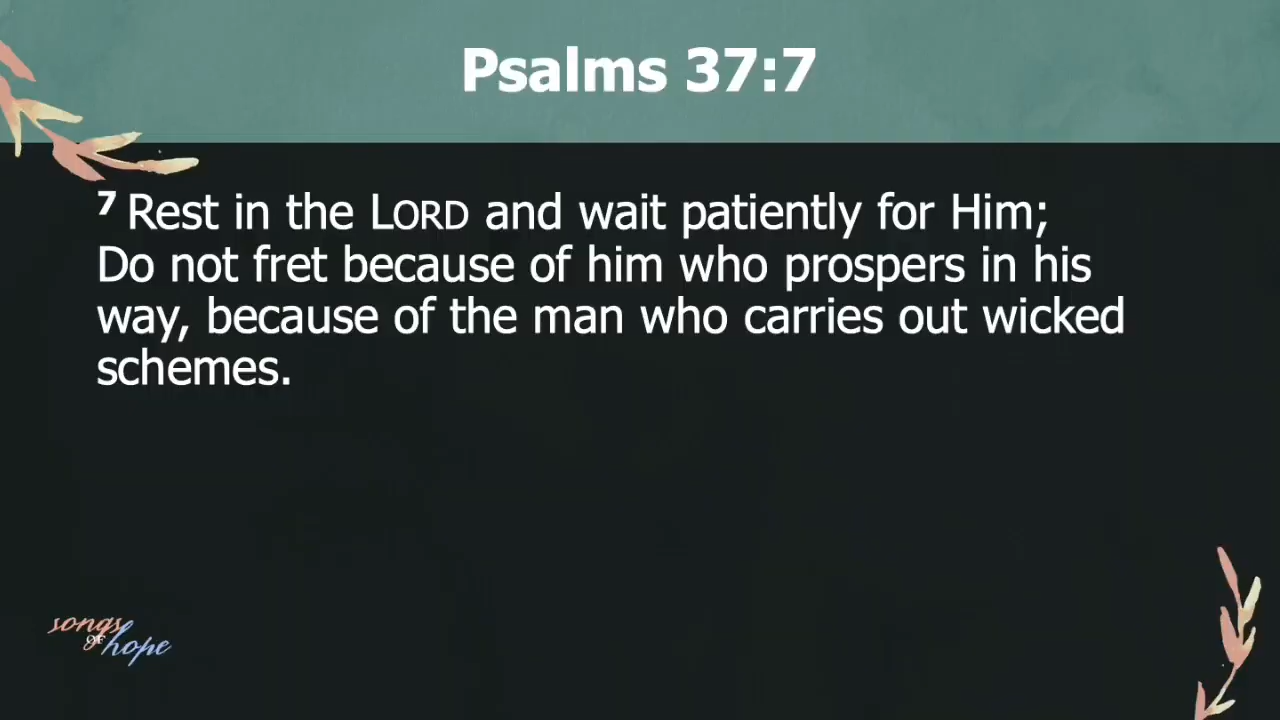 Psalms 37:7
7 Rest in the LORD and wait patiently for Him;
Do not fret because of him who prospers in his
way, because of the man who carries out wicked
schemes.
songs
OF
hope